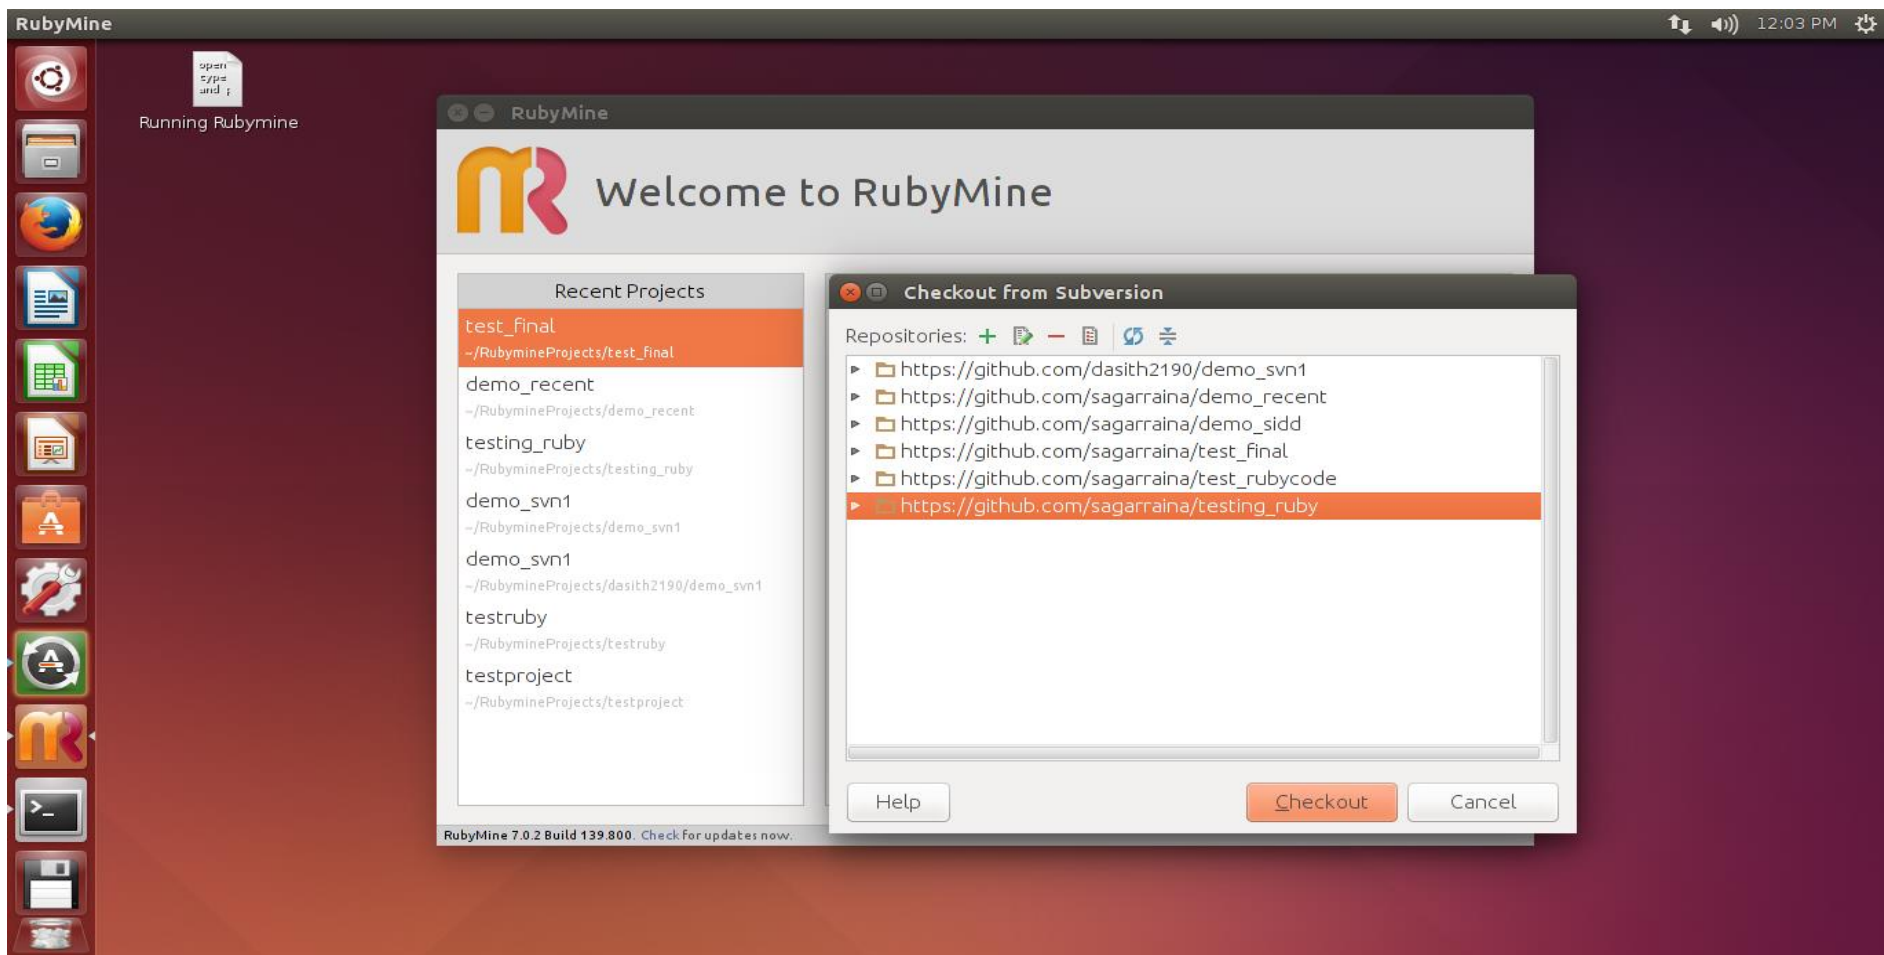 RubyMine
12:03 PM
open
type
and
Running Rubymine
RubyMine
Welcome to RubyMine
Recent Projects
test_final
~/RubymineProjects/test_final
demo_recent
~/RubymineProjects/demo_recent
testing_ruby
~/RubymineProjects/testing_ruby
demo_svn1
~/RubymineProjects/demo_svn1
demo_svn1
~/RubymineProjects/dasith2190/demo_svn1
testruby
~/RubymineProjects/testruby
testproject
~/RubymineProjects/testproject
RubyMine 7.0.2 Build 139.800. Check for updates now.
Checkout from Subversion
Repositories:
https://github.com/dasith2190/demo_svn1
https://github.com/sagarraina/demo_recent
https://github.com/sagarraina/demo_sidd
https://github.com/sagarraina/test_final
https://github.com/sagarraina/test_rubycode
https://github.com/sagarraina/testing_ruby
Help
Checkout
Cancel